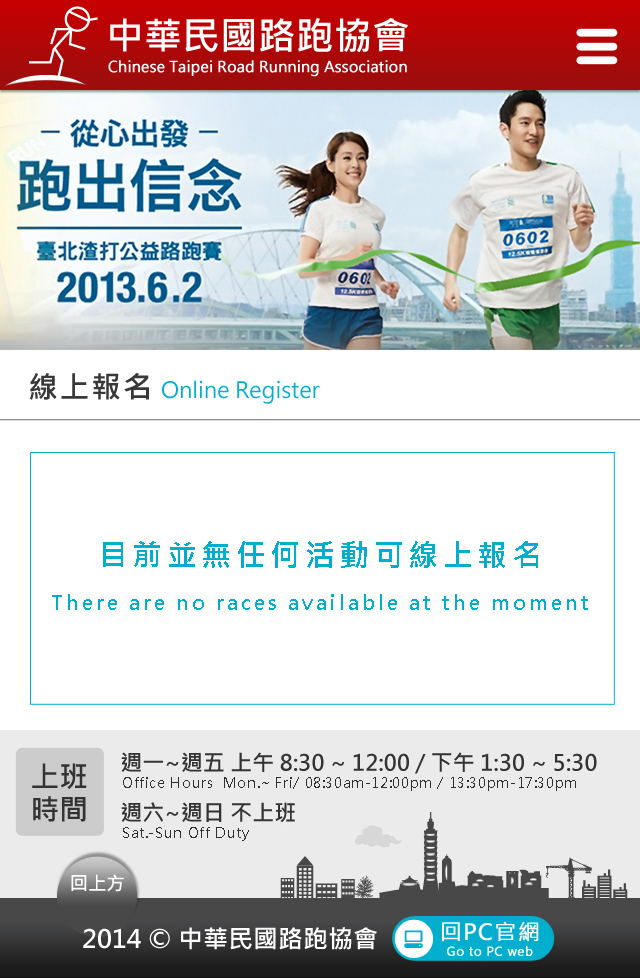 中華民國路跑協會
Chinese Taipei Road Running Association
－從心出發－
跑出信念
臺北渣打公益路跑賽
2013.6.2
0602
12.5K
0602
12.5K
線上報名 Online Register
目前並無任何活動可線上報名
There are no races available at the moment
上班
時間
週一~週五 上午 8:30 ~ 12:00 / 下午 1:30 ~ 5:30
Office Hours Mon.~ Fri/ 08:30am-12:00pm / 13:30pm-17:30pm
週六~週日 不上班
Sat.-Sun Off Duty
回上方
2014 © 中華民國路跑協會
回PC官網
Go to PC web